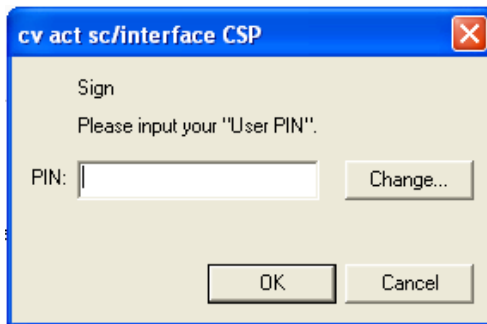 cv act sc/interface CSP
Sign
Please input your "User PIN".
PIN:
Change...
OK
Cancel